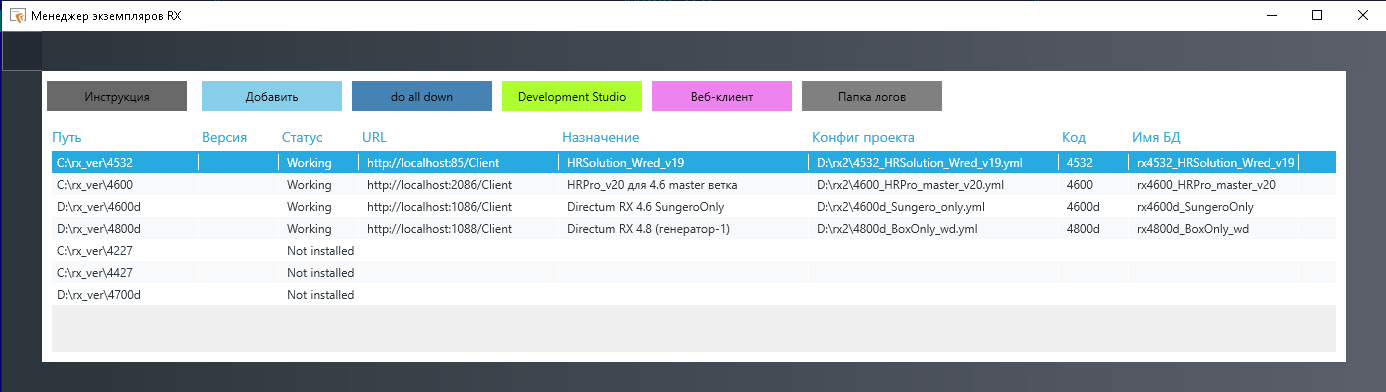 Менеджер экземпляров RX
Инструкция Добавить do all down Development Studio Веб-клиент Папка логов
Путь Версия Статус URL Назначение Конфиг проекта Код Имя БД
C:\rx_ver\4532 Working http://localhost:85/Client HRSolution_Wred_v19 D:\rx2\4532_HRSolution_Wred_v19.yml 4532 rx4532_HRSolution_Wred_v19
C:\rx_ver\4600 Working http://localhost:2086/Client HRPro_v20 для 4.6 master ветка D:\rx2\4600_HRPro_master_v20.yml 4600 rx4600_HRPro_master_v20
D:\rx_ver\4600d Working http://localhost:1086/Client Directum RX 4.6 SungeroOnly D:\rx2\4600d_Sungero_only.yml 4600d rx4600d_SungeroOnly
D:\rx_ver\4800d Working http://localhost:1088/Client Directum RX 4.8 (генератор-1) D:\rx2\4800d_BoxOnly_wd.yml 4800d rx4800d_BoxOnly_wd
C:\rx_ver\4227 Not installed
C:\rx_ver\4427 Not installed
D:\rx_ver\4700d Not installed